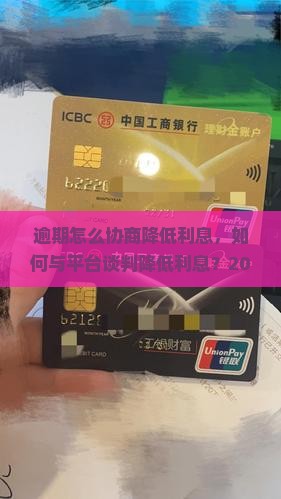 ICBC 中国工商银行 理财金账户
UnionPay
银联
逾期怎么协商降低利息，如
何与平台谈判降低利息？20
DEBIT CARD
财富
UnionPay
银联